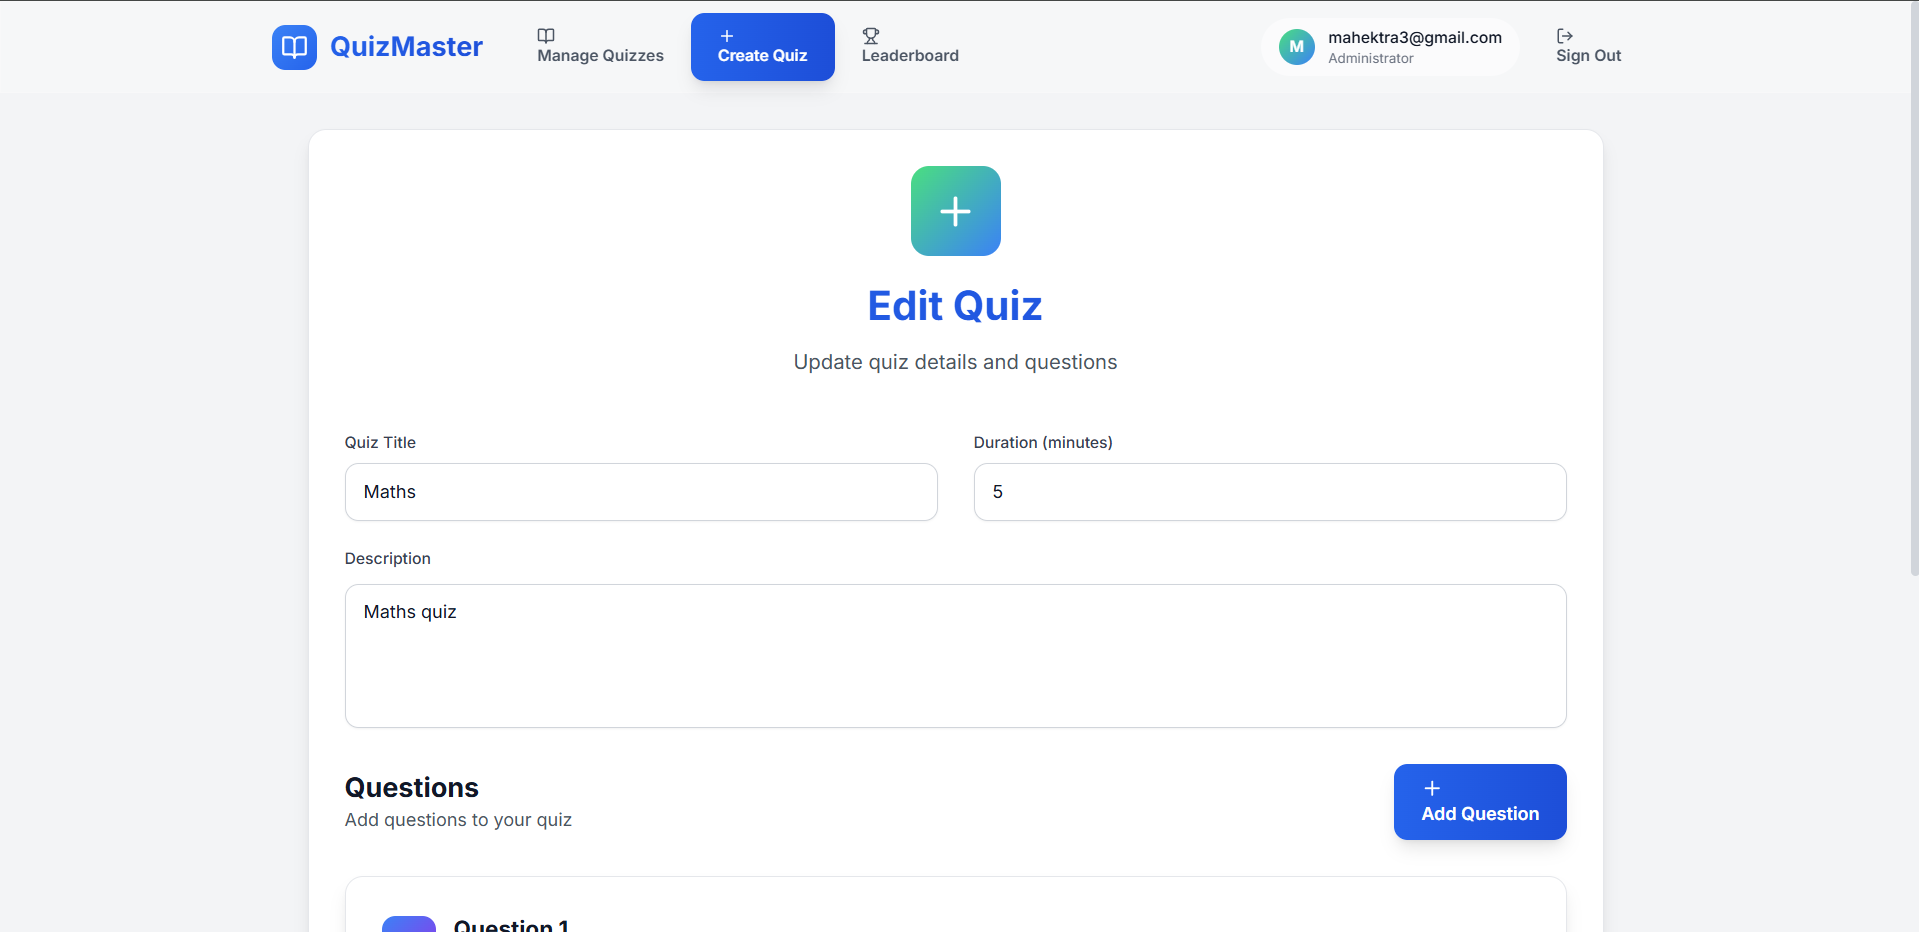 QuizMaster
Manage Quizzes
Create Quiz
Leaderboard
M
mahektra3@gmail.com
Administrator
Sign Out
Edit Quiz
Update quiz details and questions
Quiz Title
Duration (minutes)
Maths
5
Description
Maths quiz
Questions
Add questions to your quiz
Add Question
Question 1